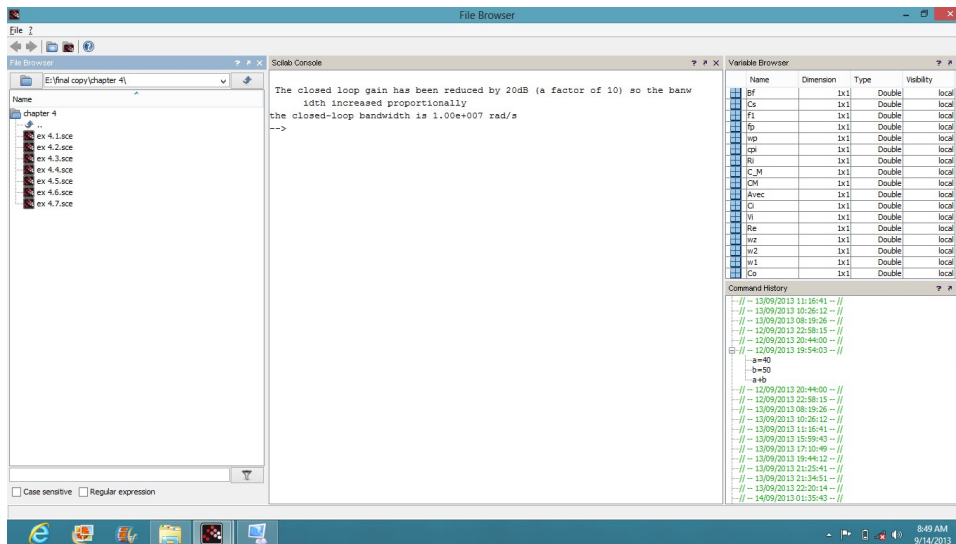 File Browser
File ?
File Browser
E:\final copy\chapter 4\
Name
chapter 4
..
ex 4.1.sce
ex 4.2.sce
ex 4.3.sce
ex 4.4.sce
ex 4.5.sce
ex 4.6.sce
ex 4.7.sce
Case sensitive Regular expression
Scilab Console
The closed loop gain has been reduced by 20dB (a factor of 10) so the banw
idth increased proportionally
the closed-loop bandwidth is 1.00e+007 rad/s
-->
Variable Browser
Name Dimension Type Visibility
Bf 1x1 Double local
Cs 1x1 Double local
f1 1x1 Double local
fp 1x1 Double local
wp 1x1 Double local
cpi 1x1 Double local
Ri 1x1 Double local
C_M 1x1 Double local
CM 1x1 Double local
Avec 1x1 Double local
Ci 1x1 Double local
Vi 1x1 Double local
Re 1x1 Double local
wz 1x1 Double local
w2 1x1 Double local
w1 1x1 Double local
Co 1x1 Double local
Command History
// -- 13/09/2013 11:16:41 -- //
// -- 13/09/2013 10:26:12 -- //
// -- 13/09/2013 08:19:26 -- //
// -- 12/09/2013 22:58:15 -- //
// -- 12/09/2013 20:44:00 -- //
// -- 12/09/2013 19:54:03 -- //
a=40
b=50
a+b
// -- 12/09/2013 20:44:00 -- //
// -- 12/09/2013 22:58:15 -- //
// -- 13/09/2013 08:19:26 -- //
// -- 13/09/2013 10:26:12 -- //
// -- 13/09/2013 11:16:41 -- //
// -- 13/09/2013 15:59:43 -- //
// -- 13/09/2013 17:10:49 -- //
// -- 13/09/2013 19:44:12 -- //
// -- 13/09/2013 21:25:41 -- //
// -- 13/09/2013 21:34:51 -- //
// -- 13/09/2013 22:20:14 -- //
// -- 14/09/2013 01:35:43 -- //
8:49 AM
9/14/2013